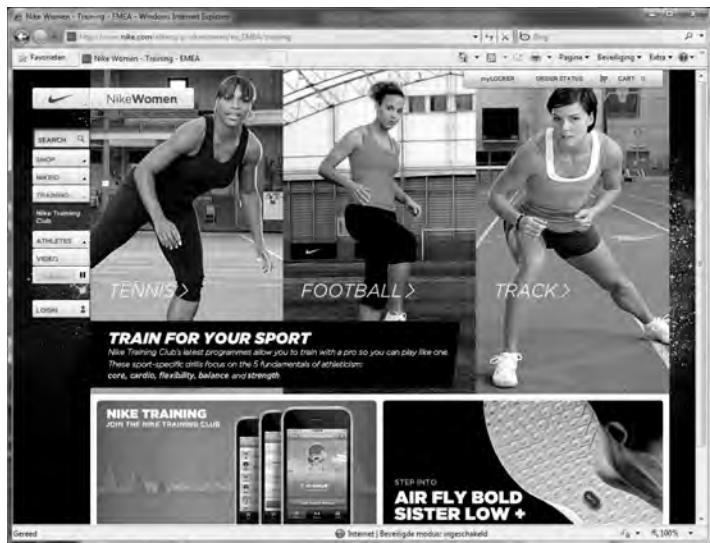 Nike Women - Training - EMEA - Windows Internet Explorer
Bing
Favorieten
Nike Women - Training - EMEA
Pagina
Beveiliging
Extra
myLOCKER
DESIGN STATUS
CART 0
NikeWomen
SEARCH
SHOP
NIKEiD
TRAINING
Nike Training
Club
ATHLETES
VIDEO
LOGIN
TENNIS >
FOOTBALL >
TRACK >
TRAIN FOR YOUR SPORT
Nike Training Club's latest programmes allow you to train with a pro so you can play like one.
These sport-specific drills focus on the 5 fundamentals of athleticism:
core, cardio, flexibility, balance and strength.
NIKE TRAINING
JOIN THE NIKE TRAINING CLUB
STEP INTO
AIR FLY BOLD
SISTER LOW +
Gereed
Internet | Beveiligde modus: ingeschakeld
100%